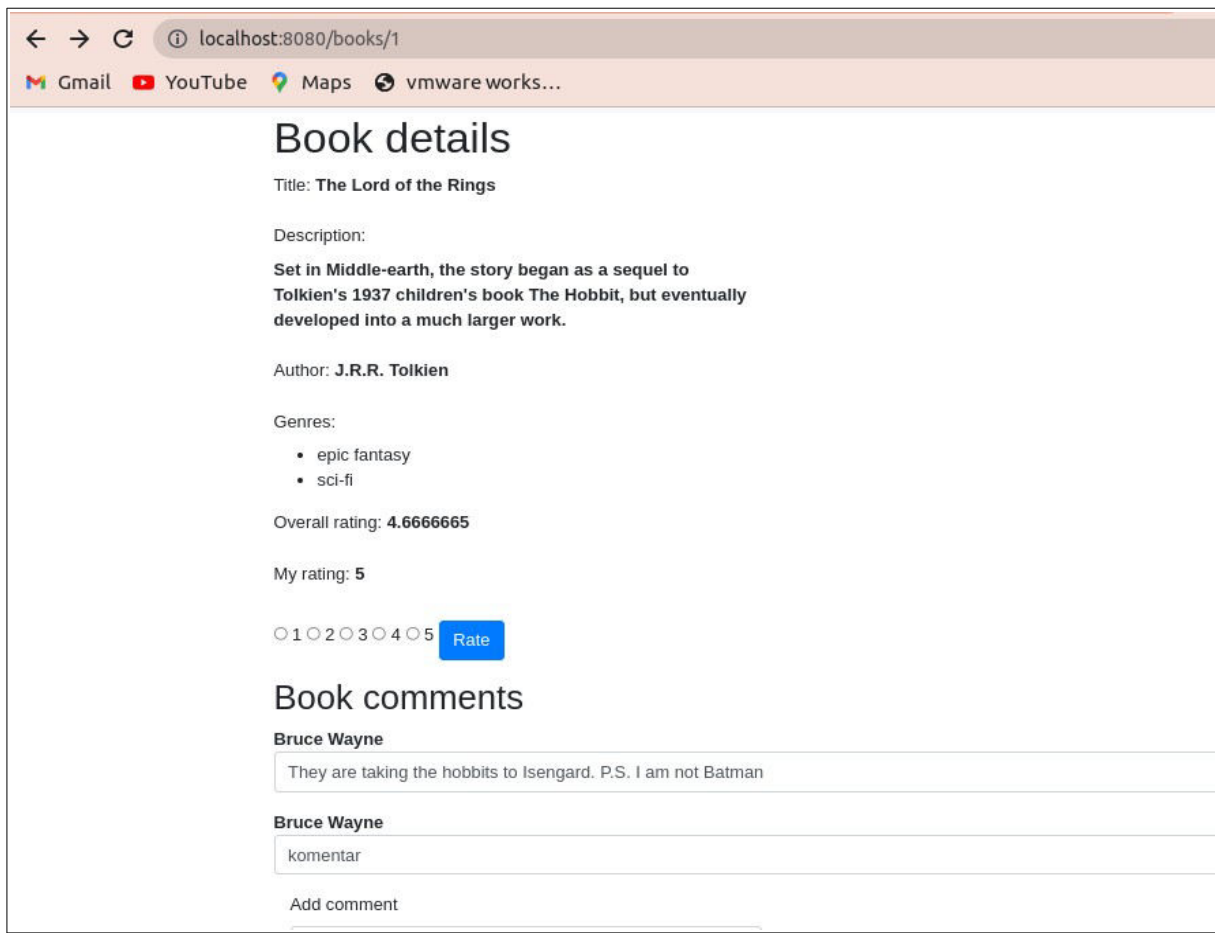 localhost:8080/books/1
Gmail YouTube Maps vmware works...
Book details
Title: The Lord of the Rings
Description:
Set in Middle-earth, the story began as a sequel to
Tolkien's 1937 children's book The Hobbit, but eventually
developed into a much larger work.
Author: J.R.R. Tolkien
Genres:
• epic fantasy
• sci-fi
Overall rating: 4.6666665
My rating: 5
1 2 3 4 5 Rate
Book comments
Bruce Wayne
They are taking the hobbits to Isengard. P.S. I am not Batman
Bruce Wayne
komentar
Add comment